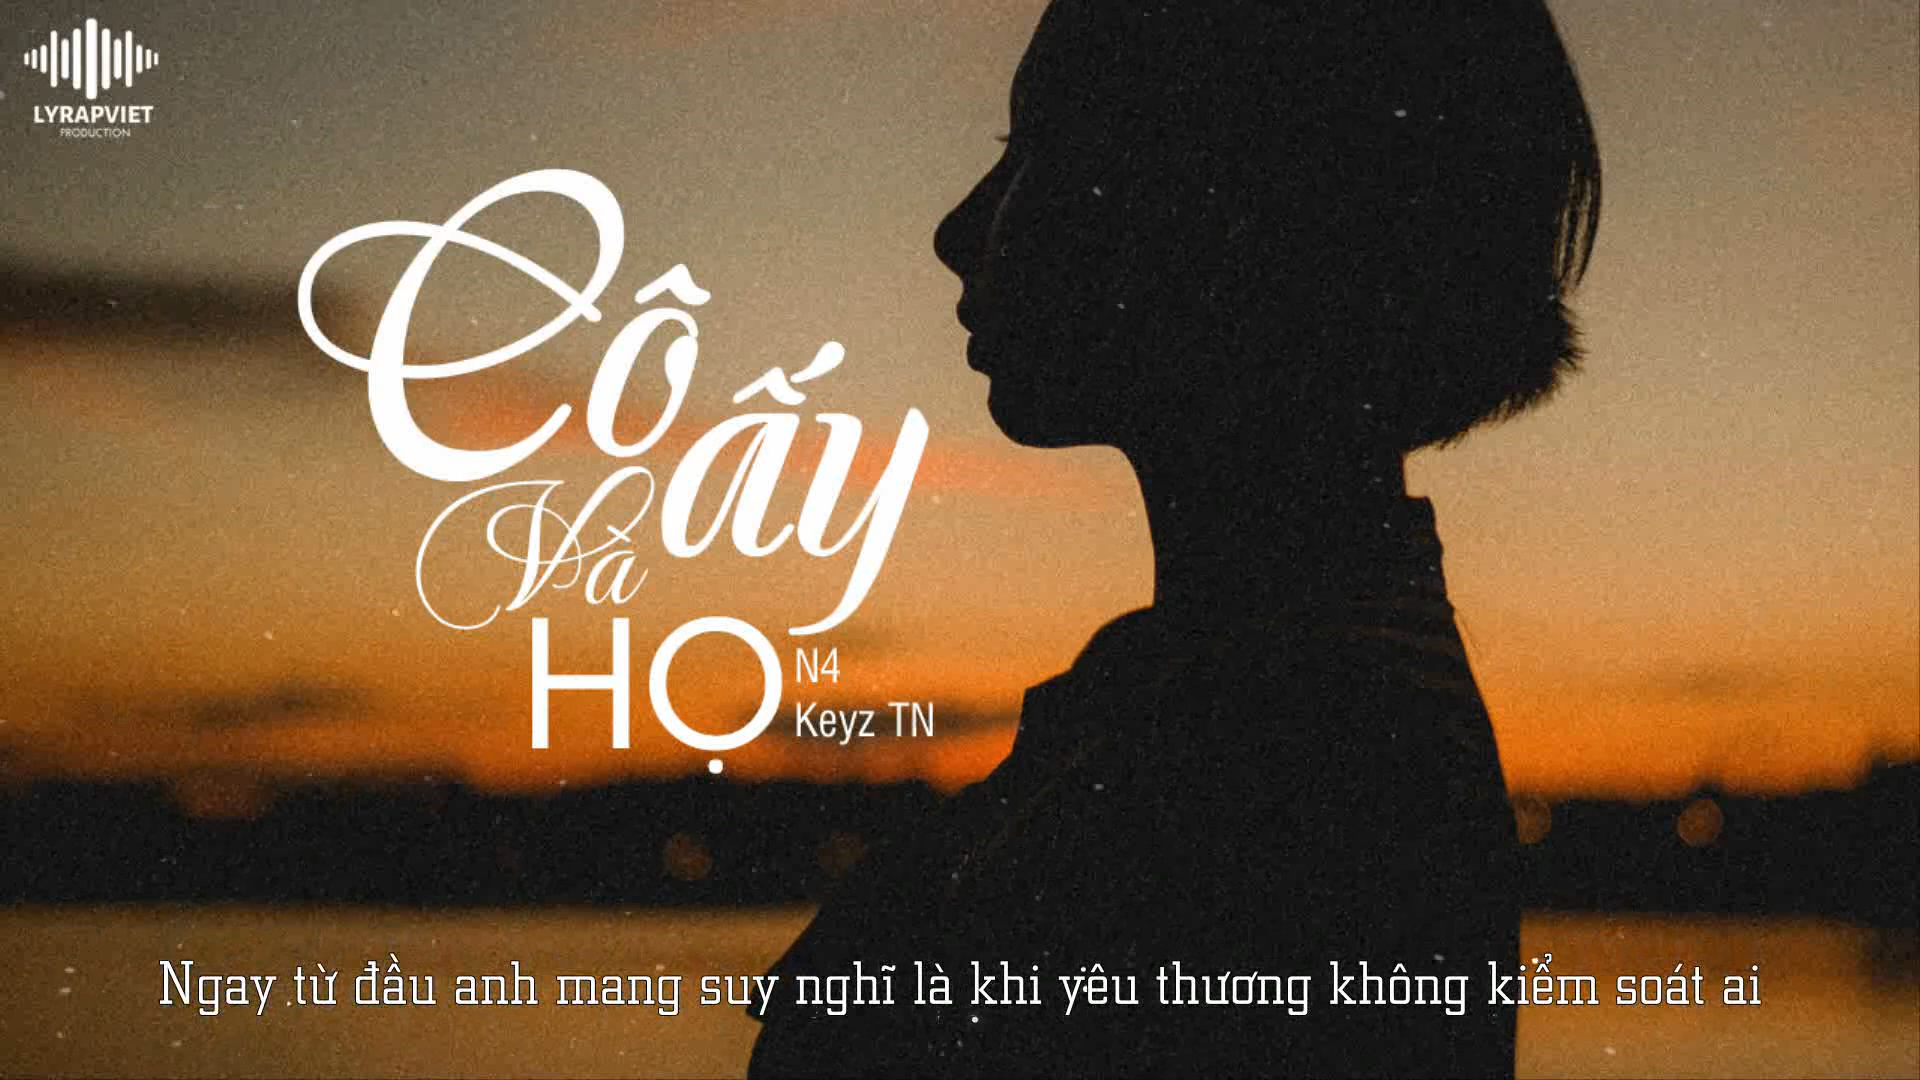 LYRAPVIET
PRODUCTION
Cô ấy
Và
HỌ
N4
Keyz TN
Ngay từ đầu anh mang suy nghĩ là khi yêu thương không kiểm soát ai